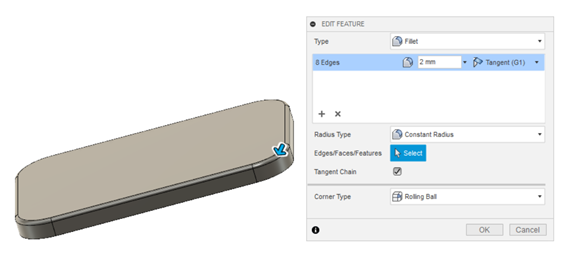 EDIT FEATURE
Type
Fillet
8 Edges
2 mm
Tangent (G1)
Radius Type
Constant Radius
Edges/Faces/Features
Select
Tangent Chain
Corner Type
Rolling Ball
OK
Cancel